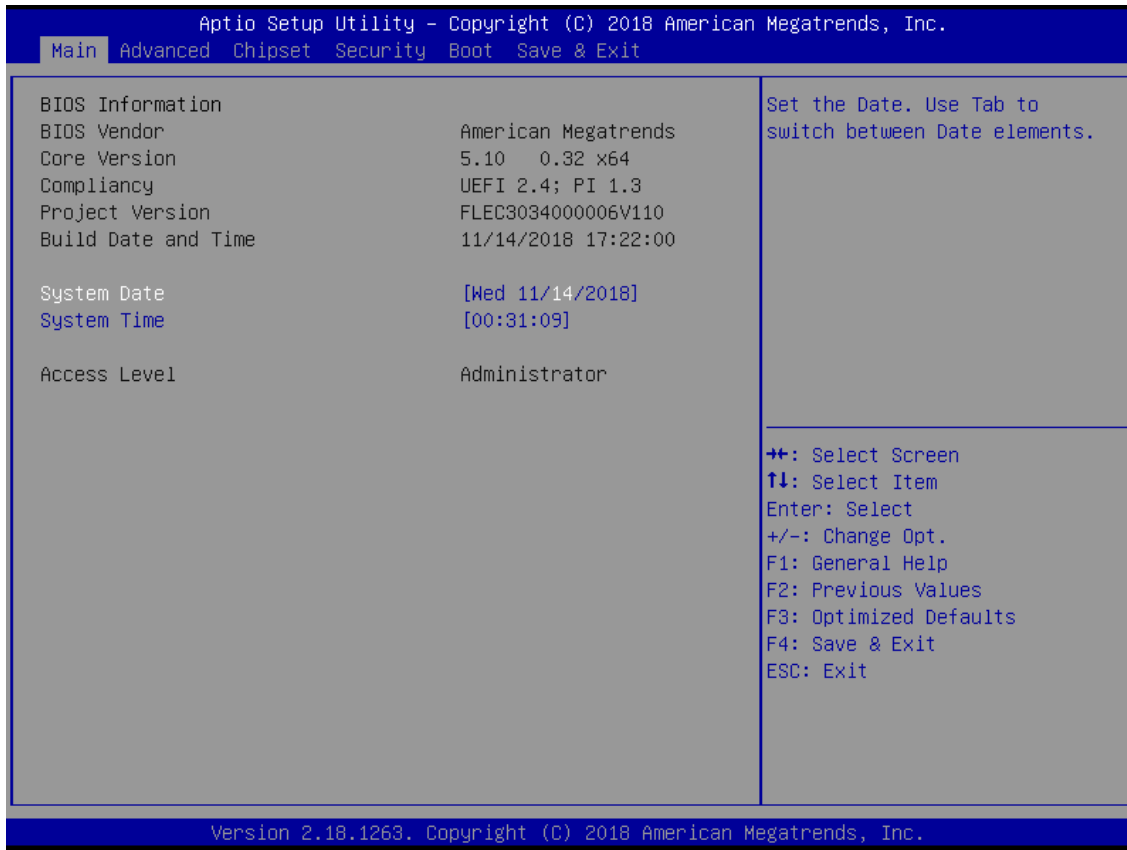 Aptio Setup Utility – Copyright (C) 2018 American Megatrends, Inc.
Main Advanced Chipset Security Boot Save & Exit
BIOS Information
BIOS Vendor American Megatrends
Core Version 5.10 0.32 x64
Compliancy UEFI 2.4; PI 1.3
Project Version FLEC3034000006V110
Build Date and Time 11/14/2018 17:22:00
System Date [Wed 11/14/2018]
System Time [00:31:09]
Access Level Administrator
Set the Date. Use Tab to
switch between Date elements.
→←: Select Screen
↑↓: Select Item
Enter: Select
+/-: Change Opt.
F1: General Help
F2: Previous Values
F3: Optimized Defaults
F4: Save & Exit
ESC: Exit
Version 2.18.1263. Copyright (C) 2018 American Megatrends, Inc.